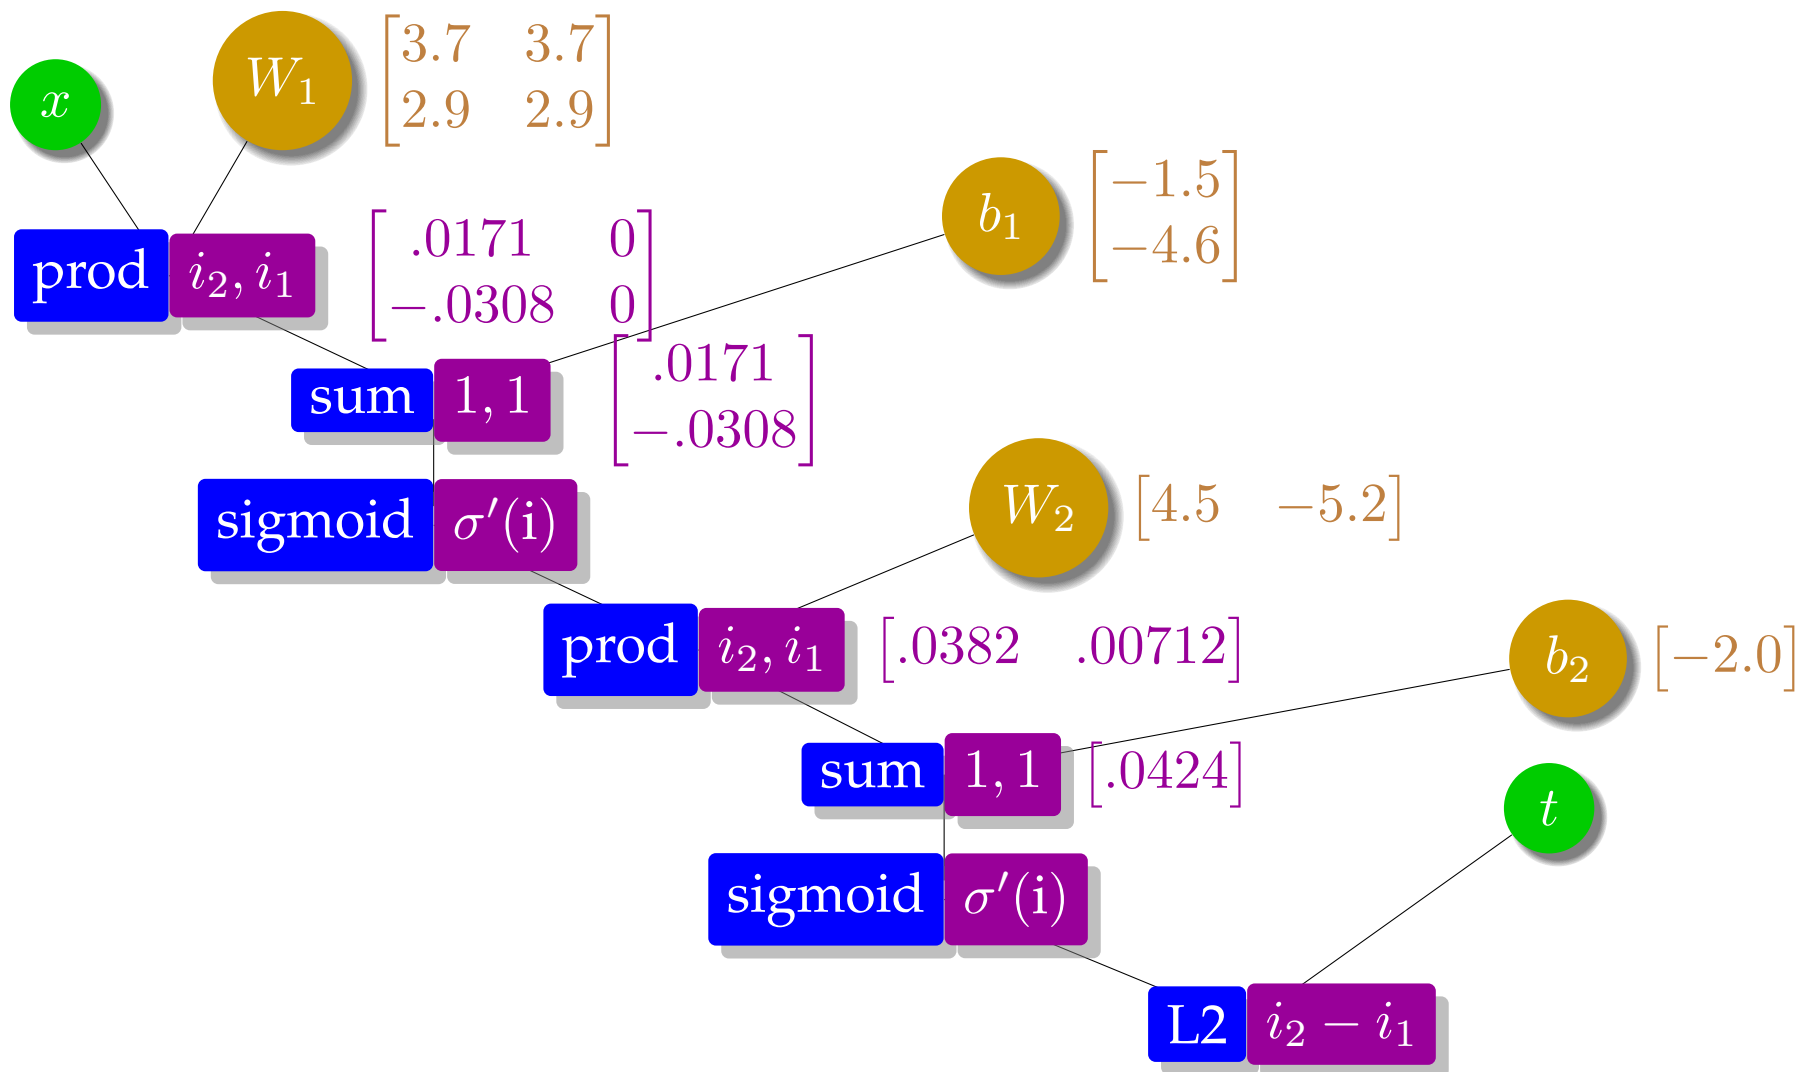 x W₁ [3.7 3.7
2.9 2.9]
prod i₂, i₁ [.0171 0
−.0308 0]
b₁ [−1.5
−4.6]
sum 1, 1 [.0171
−.0308]
sigmoid σ′(i)
W₂ [4.5 −5.2]
prod i₂, i₁ [.0382 .00712]
b₂ [−2.0]
sum 1, 1 [.0424]
t
sigmoid σ′(i)
L2 i₂ − i₁